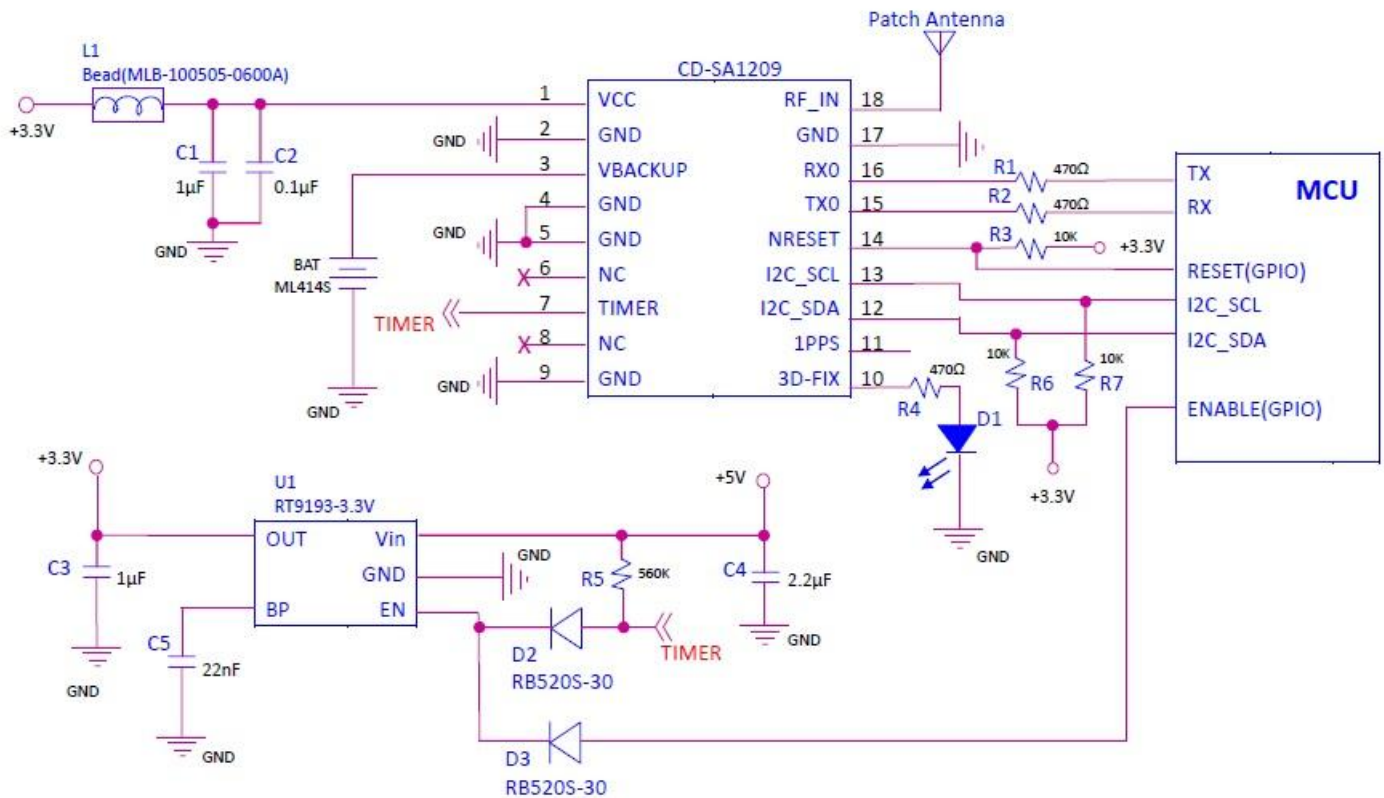 Patch Antenna
L1
Bead(MLB-100505-0600A)
+3.3V
C1
1µF
C2
0.1µF
GND
CD-SA1209
1 VCC
GND 2 GND
3 VBACKUP
4 GND
GND 5 GND
6 NC
TIMER 7 TIMER
8 NC
GND 9 GND
RF_IN 18
GND 17
RX0 16
TX0 15
NRESET 14
I2C_SCL 13
I2C_SDA 12
1PPS 11
3D-FIX 10
BAT
ML414S
GND
R1 470Ω
R2 470Ω
R3 10K +3.3V
470Ω
R4
D1
GND
10K
R6
10K
R7
+3.3V
MCU
TX
RX
RESET(GPIO)
I2C_SCL
I2C_SDA
ENABLE(GPIO)
+3.3V
U1
RT9193-3.3V
OUT Vin
GND
BP EN
C3
1µF
GND
C5
22nF
GND
GND
+5V
R5 560K
C4
2.2µF
GND
D2
RB520S-30
TIMER
D3
RB520S-30